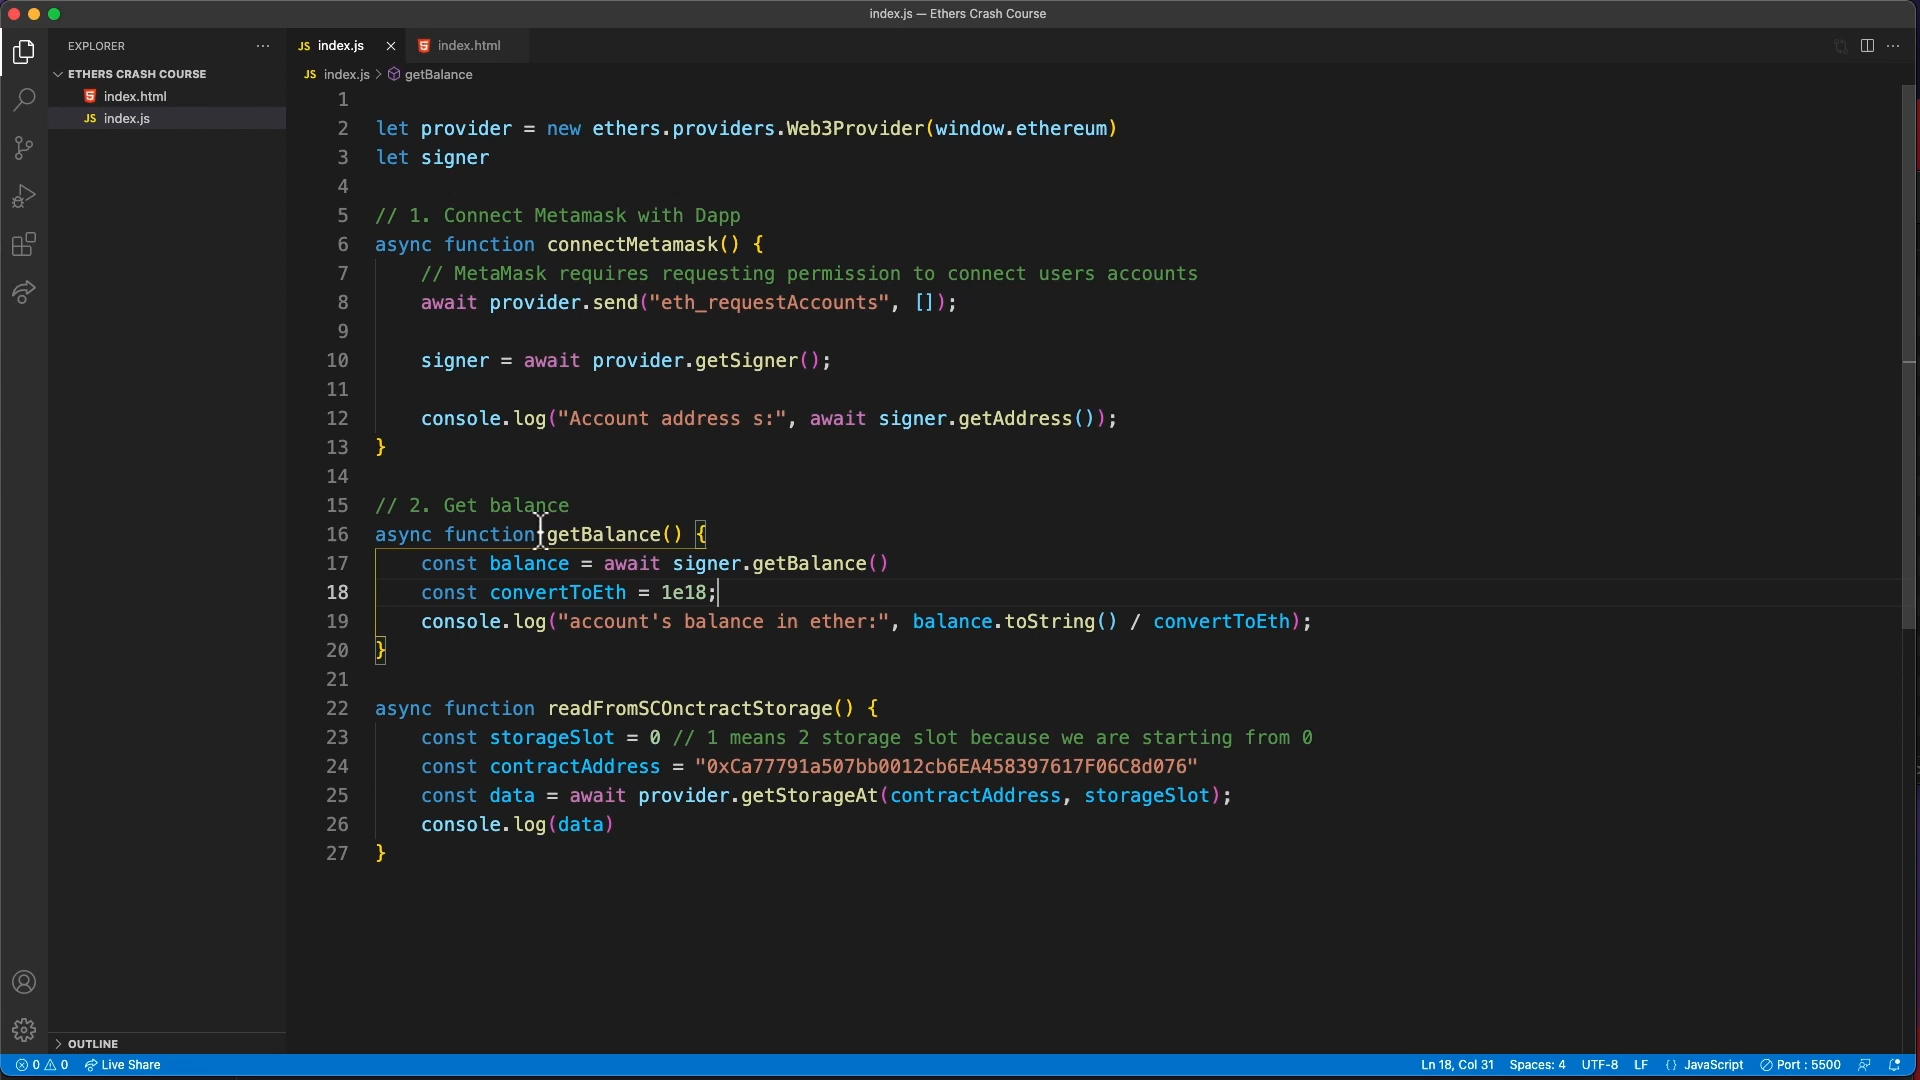 index.js — Ethers Crash Course
EXPLORER
ETHERS CRASH COURSE
index.html
JS index.js
OUTLINE
JS index.js
index.html
JS index.js > getBalance
1
2 let provider = new ethers.providers.Web3Provider(window.ethereum)
3 let signer
4
5 // 1. Connect Metamask with Dapp
6 async function connectMetamask() {
7 // MetaMask requires requesting permission to connect users accounts
8 await provider.send("eth_requestAccounts", []);
9
10 signer = await provider.getSigner();
11
12 console.log("Account address s:", await signer.getAddress());
13 }
14
15 // 2. Get balance
16 async function getBalance() {
17 const balance = await signer.getBalance()
18 const convertToEth = 1e18;
19 console.log("account's balance in ether:", balance.toString() / convertToEth);
20 }
21
22 async function readFromSCOnctractStorage() {
23 const storageSlot = 0 // 1 means 2 storage slot because we are starting from 0
24 const contractAddress = "0xCa77791a507bb0012cb6EA458397617F06C8d076"
25 const data = await provider.getStorageAt(contractAddress, storageSlot);
26 console.log(data)
27 }
0 0 Live Share
Ln 18, Col 31 Spaces: 4 UTF-8 LF {} JavaScript Port : 5500